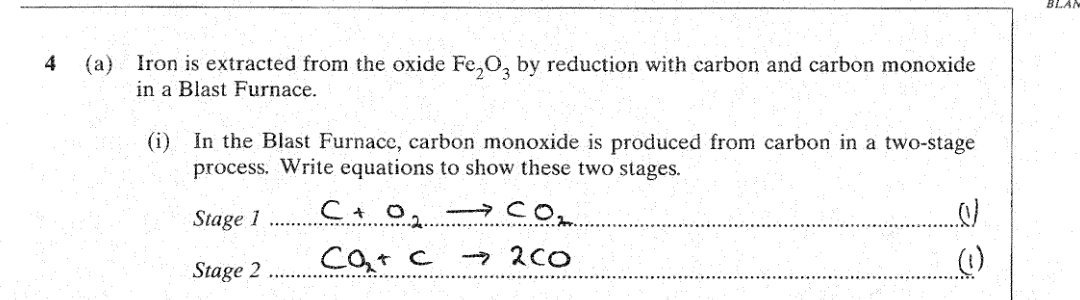 BLAN
4 (a) Iron is extracted from the oxide Fe₂O₃ by reduction with carbon and carbon monoxide
in a Blast Furnace.
(i) In the Blast Furnace, carbon monoxide is produced from carbon in a two-stage
process. Write equations to show these two stages.
Stage 1 C + O₂ → CO₂ (1)
Stage 2 CO₂ + C → 2CO (1)